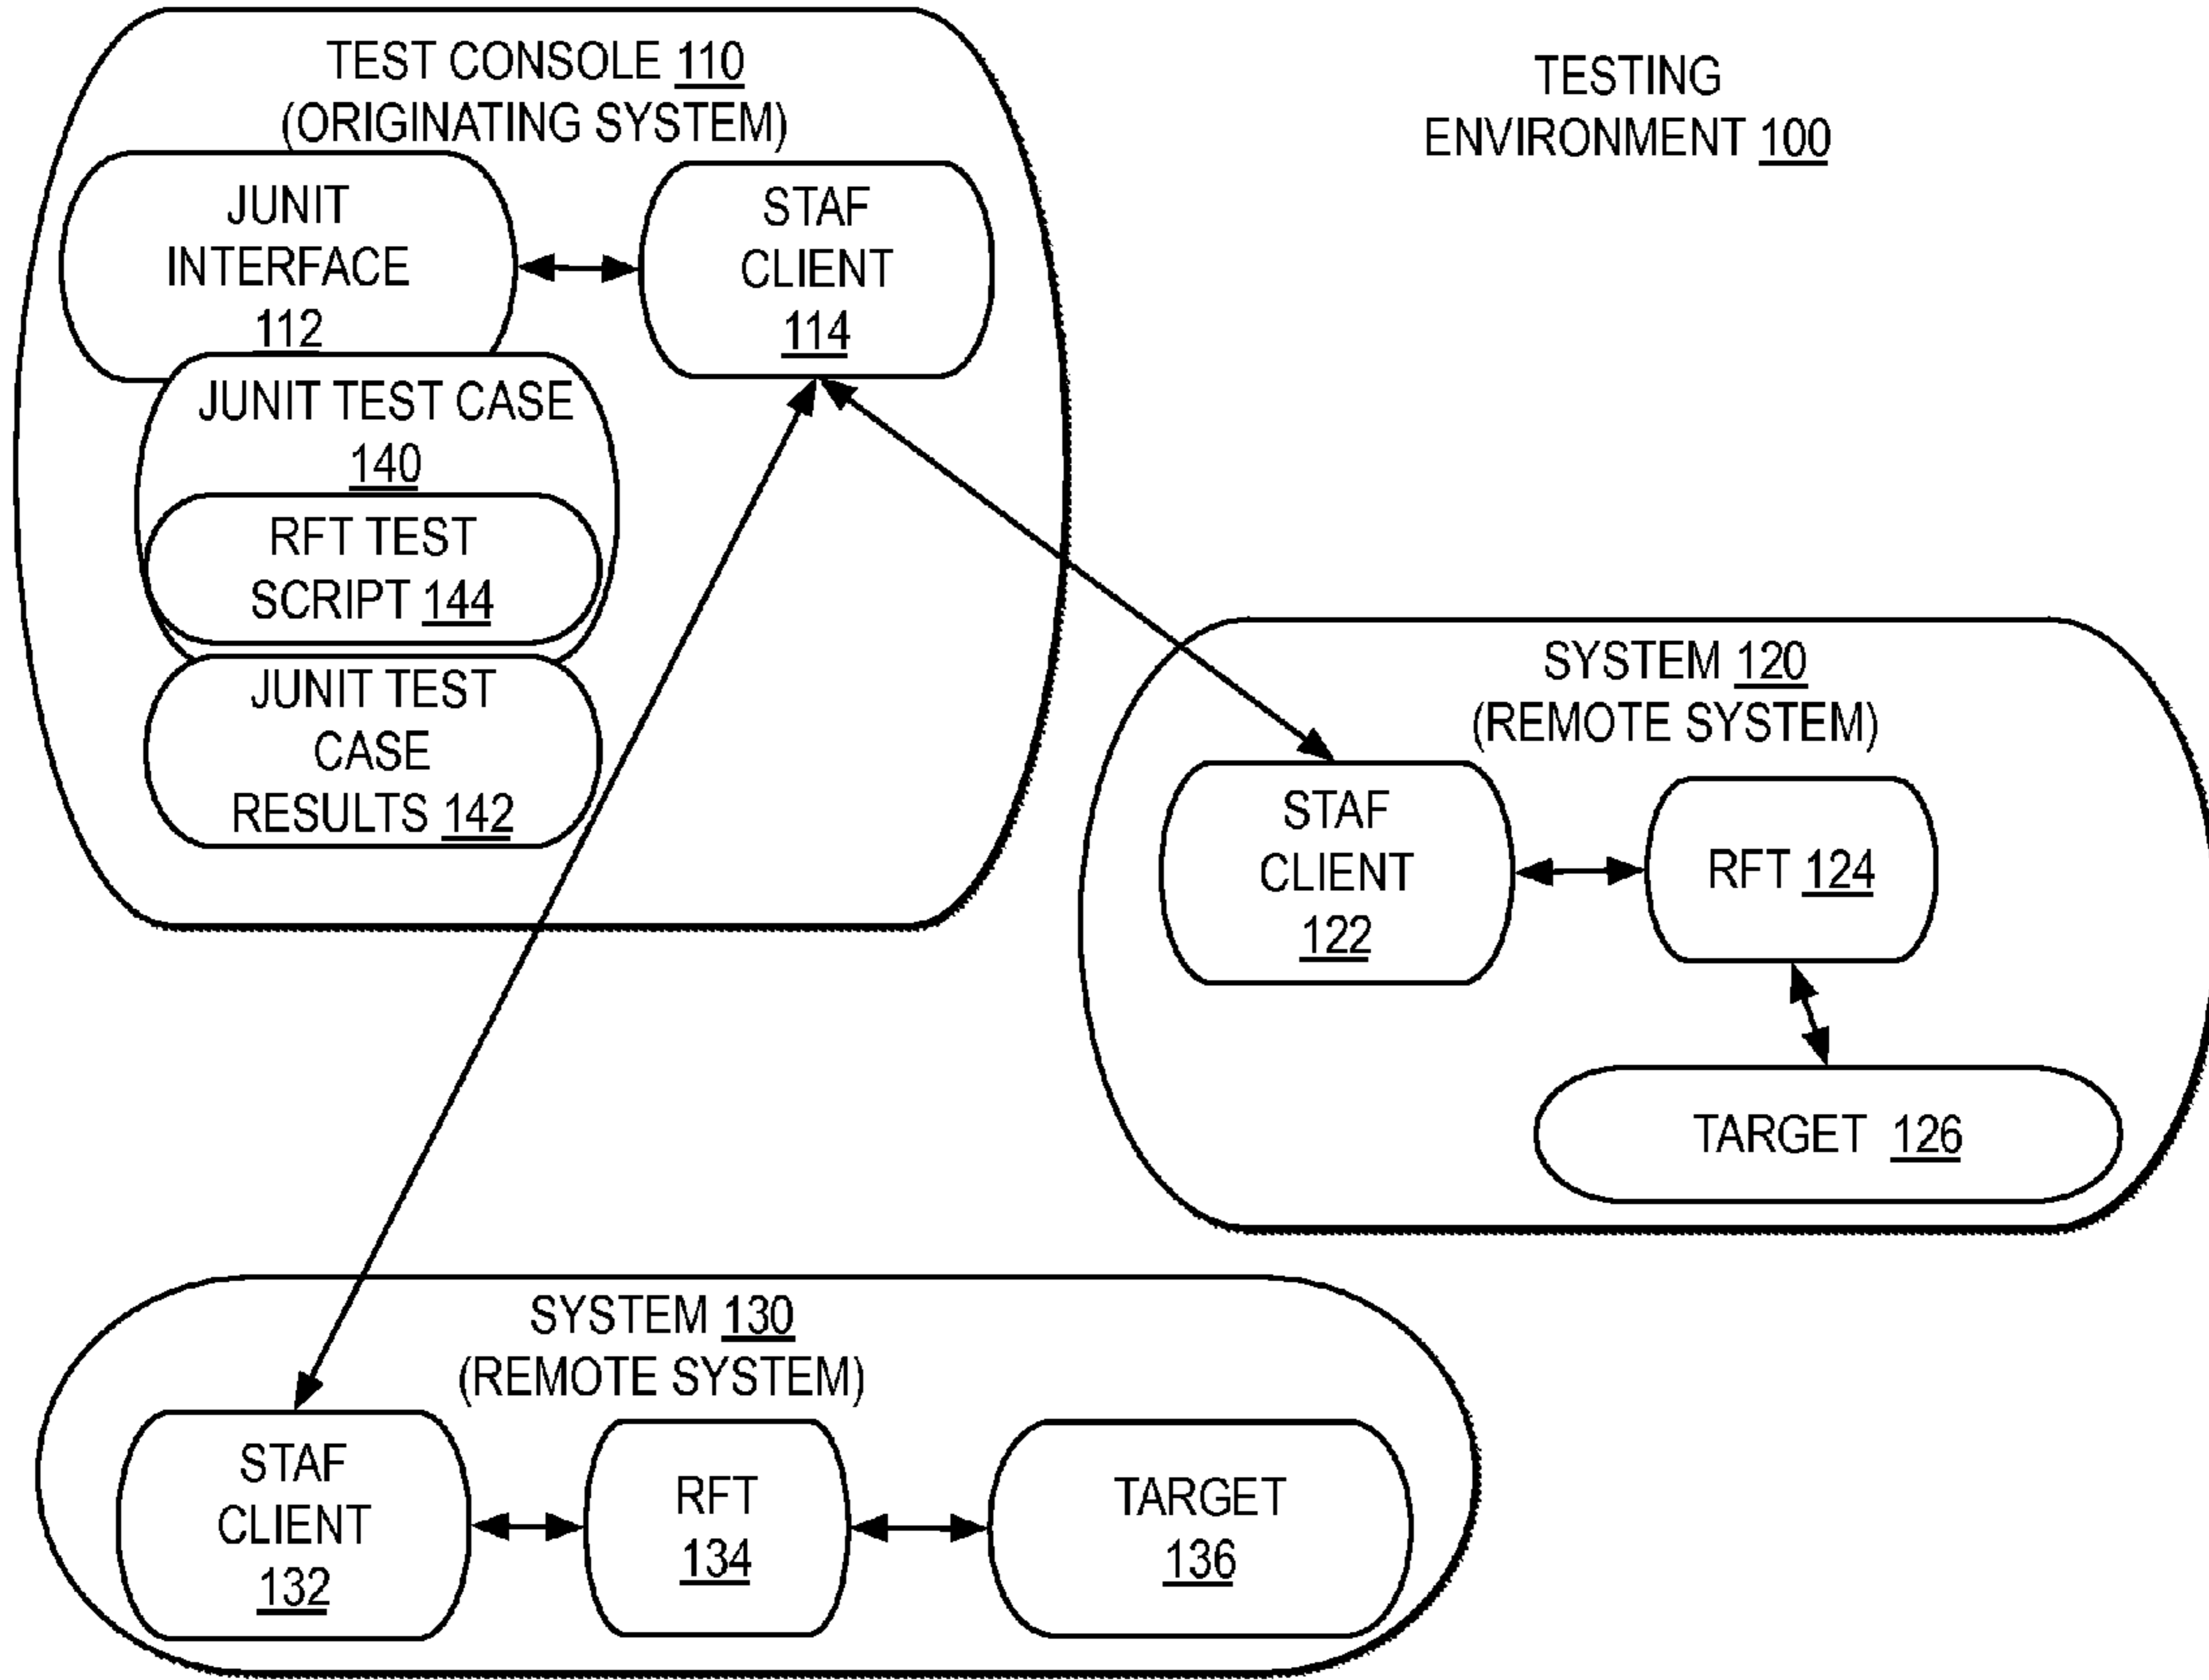 TEST CONSOLE 110
(ORIGINATING SYSTEM)
TESTING
ENVIRONMENT 100
JUNIT
INTERFACE
112
STAF
CLIENT
114
JUNIT TEST CASE
140
RFT TEST
SCRIPT 144
JUNIT TEST
CASE
RESULTS 142
SYSTEM 120
(REMOTE SYSTEM)
STAF
CLIENT
122
RFT 124
TARGET 126
SYSTEM 130
(REMOTE SYSTEM)
STAF
CLIENT
132
RFT
134
TARGET
136